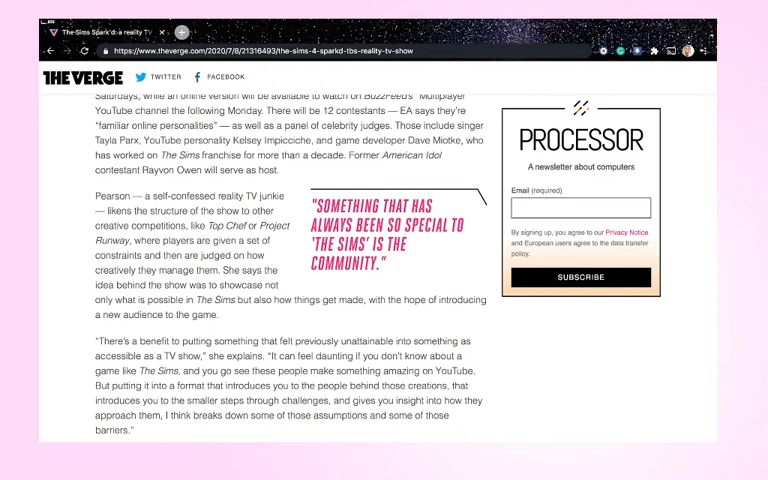 The Sims Spark'd: a reality TV
https://www.theverge.com/2020/7/8/21316493/the-sims-4-sparkd-tbs-reality-tv-show
THE VERGE TWITTER FACEBOOK
Saturdays, while an online version will be available to watch on BuzzFeed's "Multiplayer
YouTube channel the following Monday. There will be 12 contestants — EA says they're
"familiar online personalities" — as well as a panel of celebrity judges. Those include singer
Tayla Parx, YouTube personality Kelsey Impicciche, and game developer Dave Miotke, who
has worked on The Sims franchise for more than a decade. Former American Idol
contestant Rayvon Owen will serve as host.
Pearson — a self-confessed reality TV junkie
— likens the structure of the show to other
creative competitions, like Top Chef or Project
Runway, where players are given a set of
constraints and then are judged on how
creatively they manage them. She says the
idea behind the show was to showcase not
only what is possible in The Sims but also how things get made, with the hope of introducing
a new audience to the game.
"SOMETHING THAT HAS
ALWAYS BEEN SO SPECIAL TO
'THE SIMS' IS THE
COMMUNITY."
"There's a benefit to putting something that felt previously unattainable into something as
accessible as a TV show," she explains. "It can feel daunting if you don't know about a
game like The Sims, and you go see these people make something amazing on YouTube.
But putting it into a format that introduces you to the people behind those creations, that
introduces you to the smaller steps through challenges, and gives you insight into how they
approach them, I think breaks down some of those assumptions and some of those
barriers."
PROCESSOR
A newsletter about computers
Email (required)
By signing up, you agree to our Privacy Notice
and European users agree to the data transfer
policy.
SUBSCRIBE